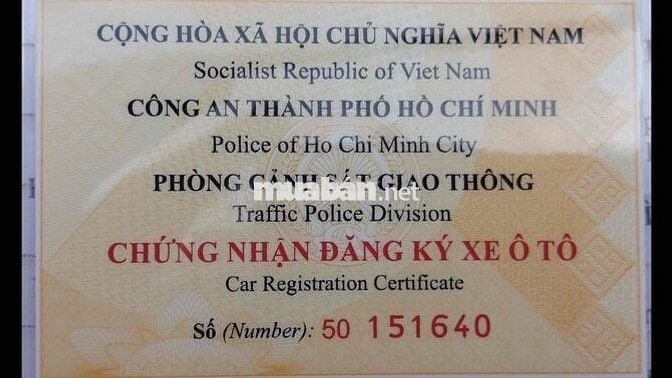 CỘNG HÒA XÃ HỘI CHỦ NGHĨA VIỆT NAM
Socialist Republic of Viet Nam
CÔNG AN THÀNH PHỐ HỒ CHÍ MINH
Police of Ho Chi Minh City
PHÒNG CẢNH SÁT GIAO THÔNG
muaban.net
Traffic Police Division
CHỨNG NHẬN ĐĂNG KÝ XE Ô TÔ
Car Registration Certificate
Số (Number): 50 151640